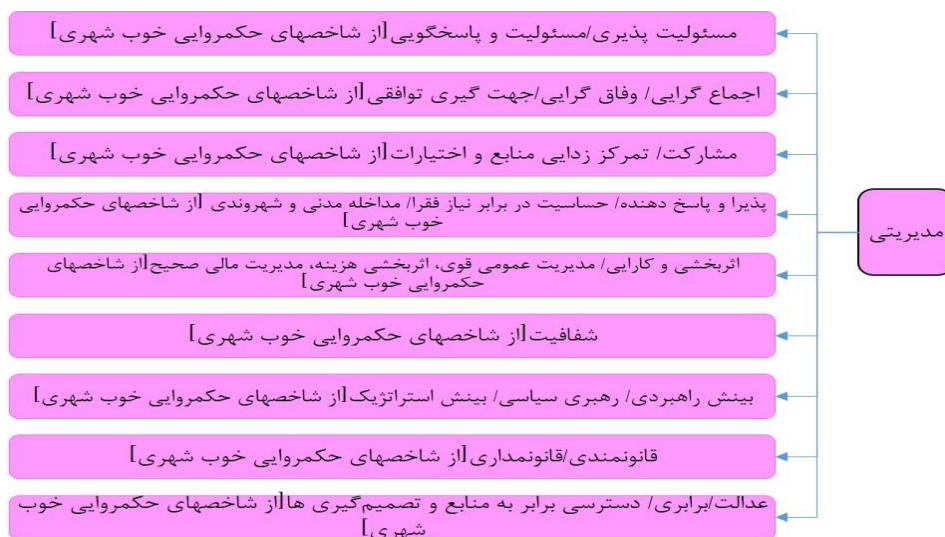 مدیریتی
مسئولیت پذیری/مسئولیت و پاسخگویی[از شاخصهای حکمروایی خوب شهری]
اجماع گرایی/ وفاق گرایی/جهت گیری توافقی[از شاخصهای حکمروایی خوب شهری]
مشارکت/ تمرکز زدایی منابع و اختیارات[از شاخصهای حکمروایی خوب شهری]
پذیرا و پاسخ دهنده/ حساسیت در برابر نیاز فقرا/ مداخله مدنی و شهروندی [از شاخصهای حکمروایی
خوب شهری]
اثربخشی و کارایی/ مدیریت عمومی قوی، اثربخشی هزینه، مدیریت مالی صحیح[از شاخصهای
حکمروایی خوب شهری]
شفافیت[از شاخصهای حکمروایی خوب شهری]
بینش راهبردی/ رهبری سیاسی/ بینش استراتژیک[از شاخصهای حکمروایی خوب شهری]
قانونمندی/قانونمداری[از شاخصهای حکمروایی خوب شهری]
عدالت/برابری/ دسترسی برابر به منابع و تصمیم‌گیری ها[از شاخصهای حکمروایی خوب
شهری]